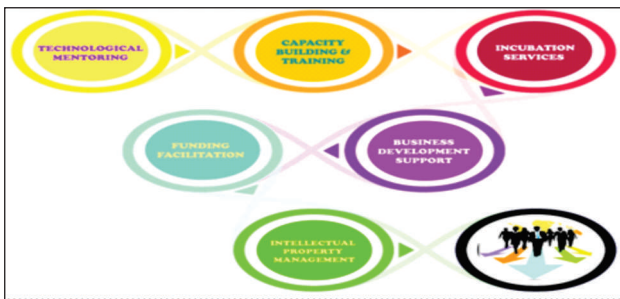 TECHNOLOGICAL
MENTORING
CAPACITY
BUILDING &
TRAINING
INCUBATION
SERVICES
FUNDING
FACILITATION
BUSINESS
DEVELOPMENT
SUPPORT
INTELLECTUAL
PROPERTY
MANAGEMENT